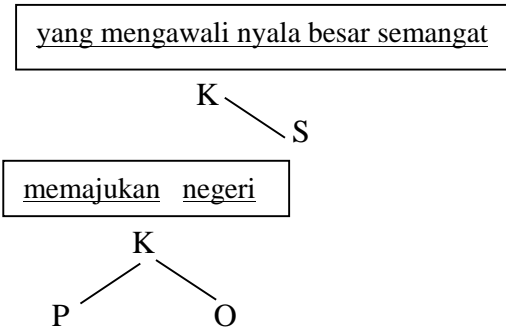 yang mengawali nyala besar semangat
K
S
memajukan negeri
K
P O